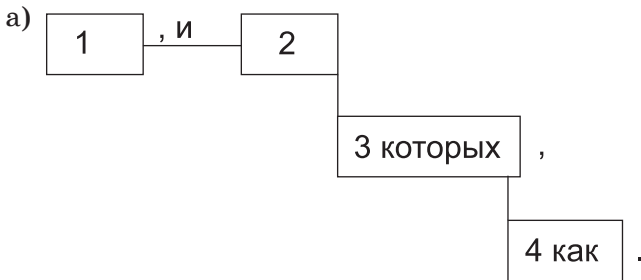 а) 1 , и 2
3 которых ,
4 как .